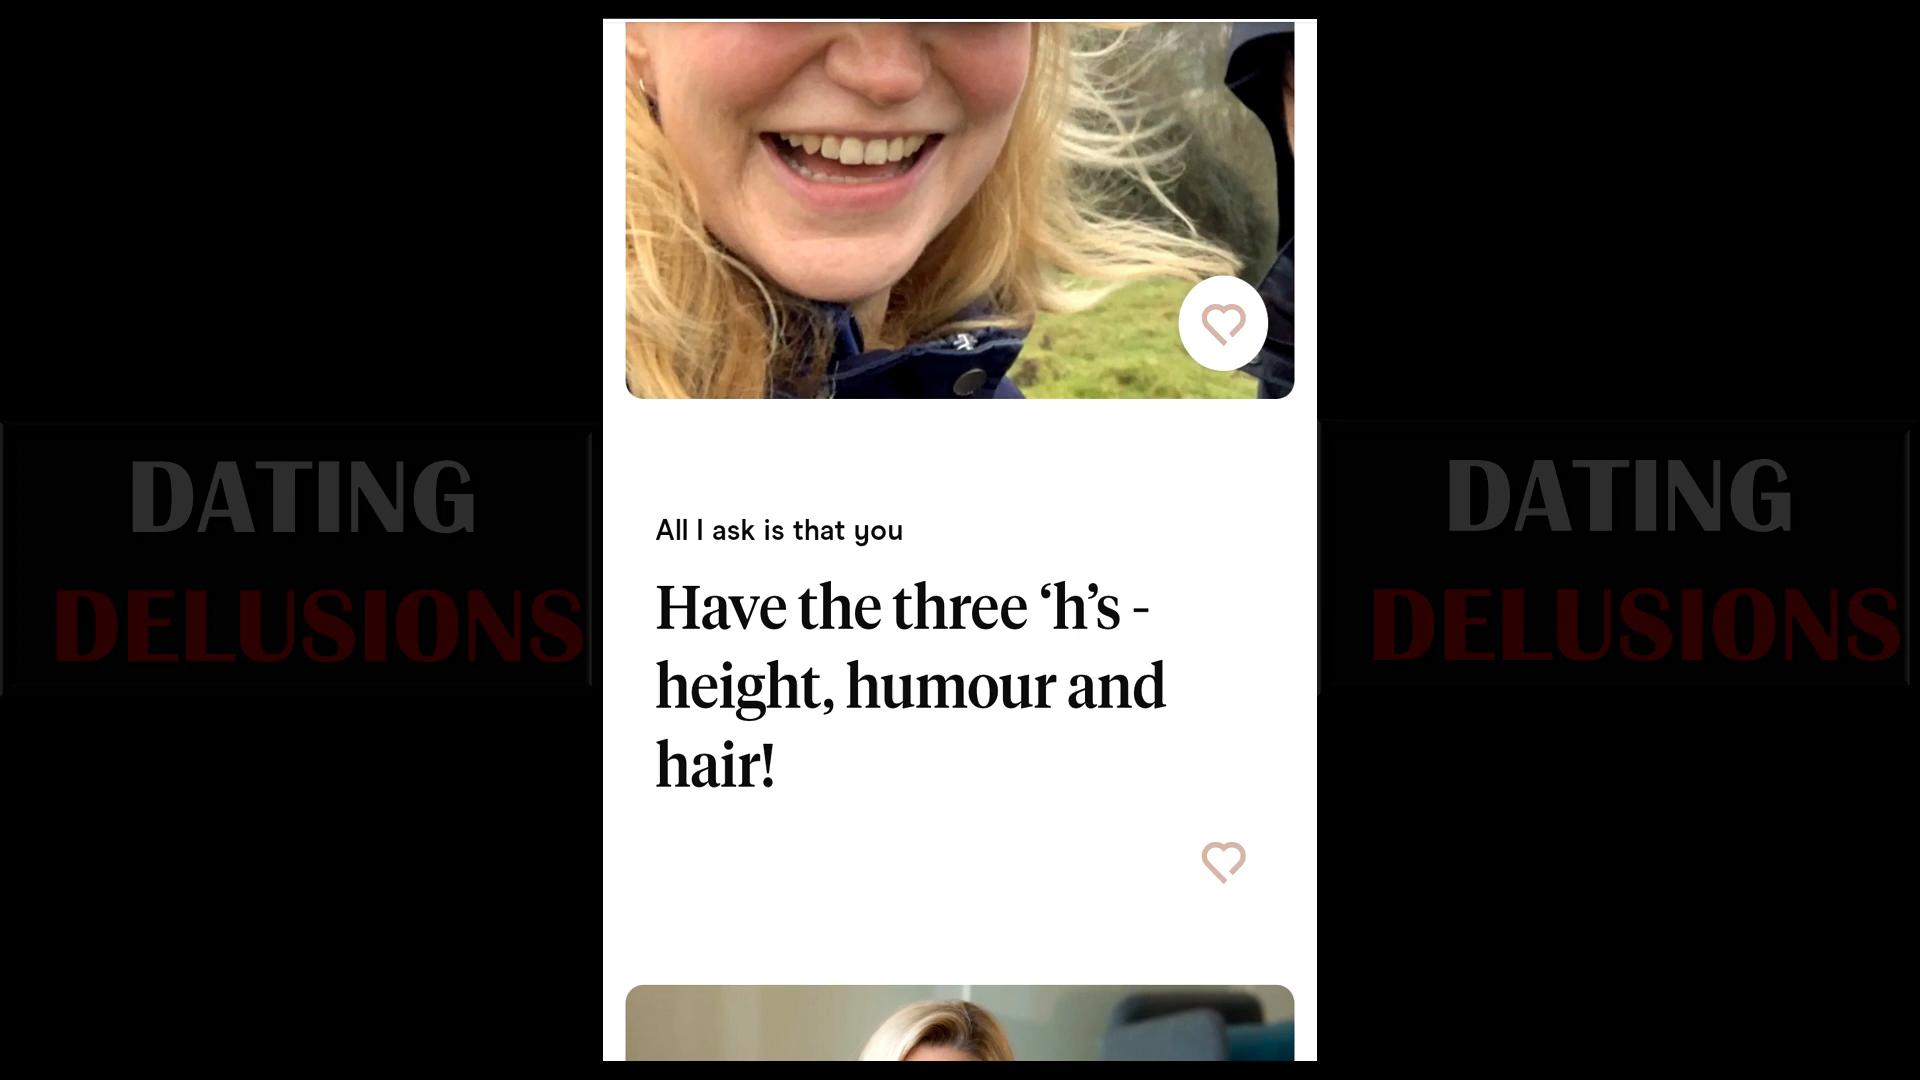 DATING
DELUSIONS
All I ask is that you
Have the three ‘h’s -
height, humour and
hair!
DATING
DELUSIONS